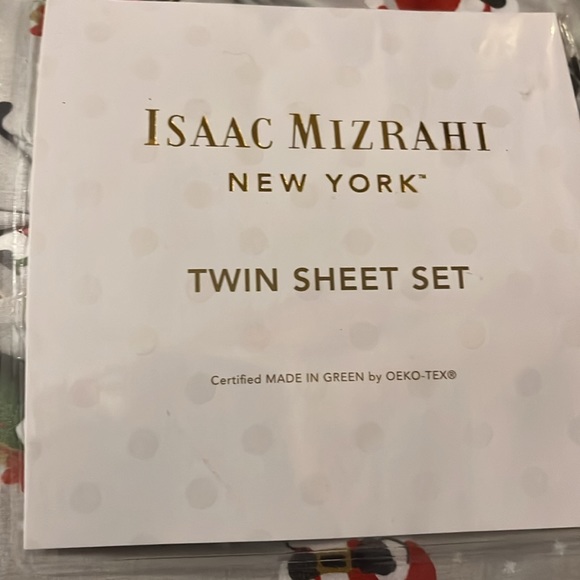 ISAAC MIZRAHI
NEW YORK™
TWIN SHEET SET
Certified MADE IN GREEN by OEKO-TEX®